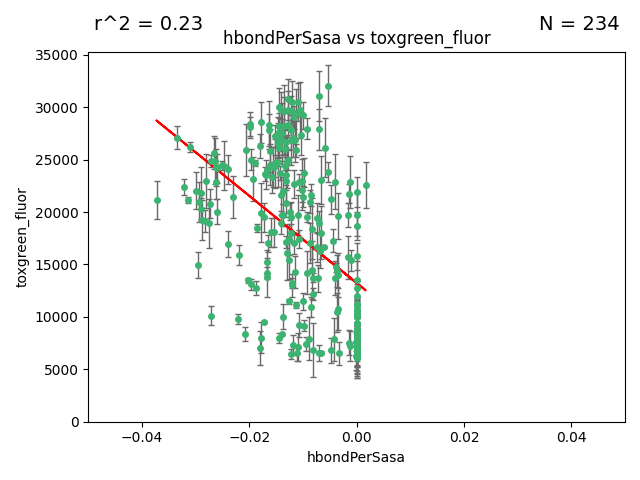 r^2 = 0.23
N = 234
hbondPerSasa vs toxgreen_fluor
35000
30000
25000
20000
15000
10000
5000
0
toxgreen_fluor
−0.04
−0.02
0.00
0.02
0.04
hbondPerSasa